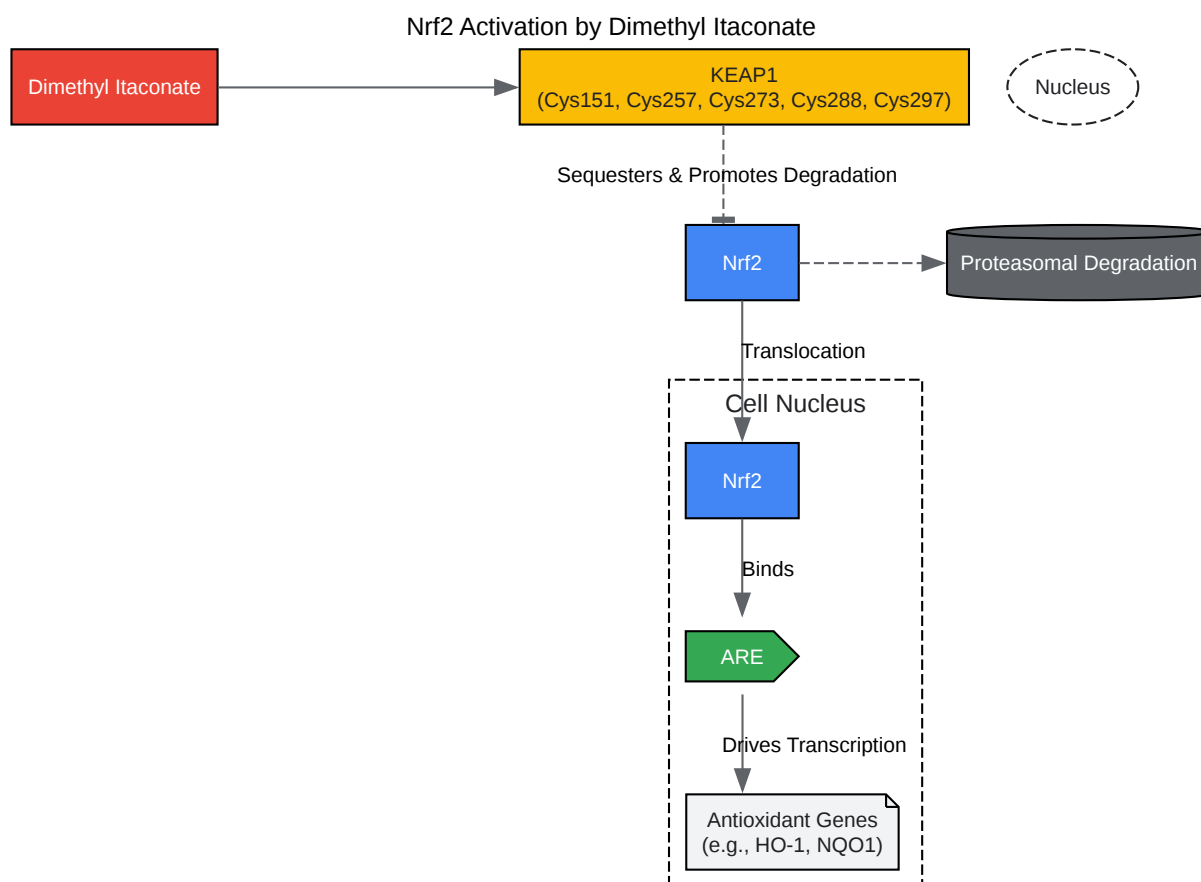 Nrf2 Activation by Dimethyl Itaconate
Dimethyl Itaconate
KEAP1
(Cys151, Cys257, Cys273, Cys288, Cys297)
Nucleus
Sequesters & Promotes Degradation
Nrf2
Proteasomal Degradation
Translocation
Cell Nucleus
Nrf2
Binds
ARE
Drives Transcription
Antioxidant Genes
(e.g., HO-1, NQO1)